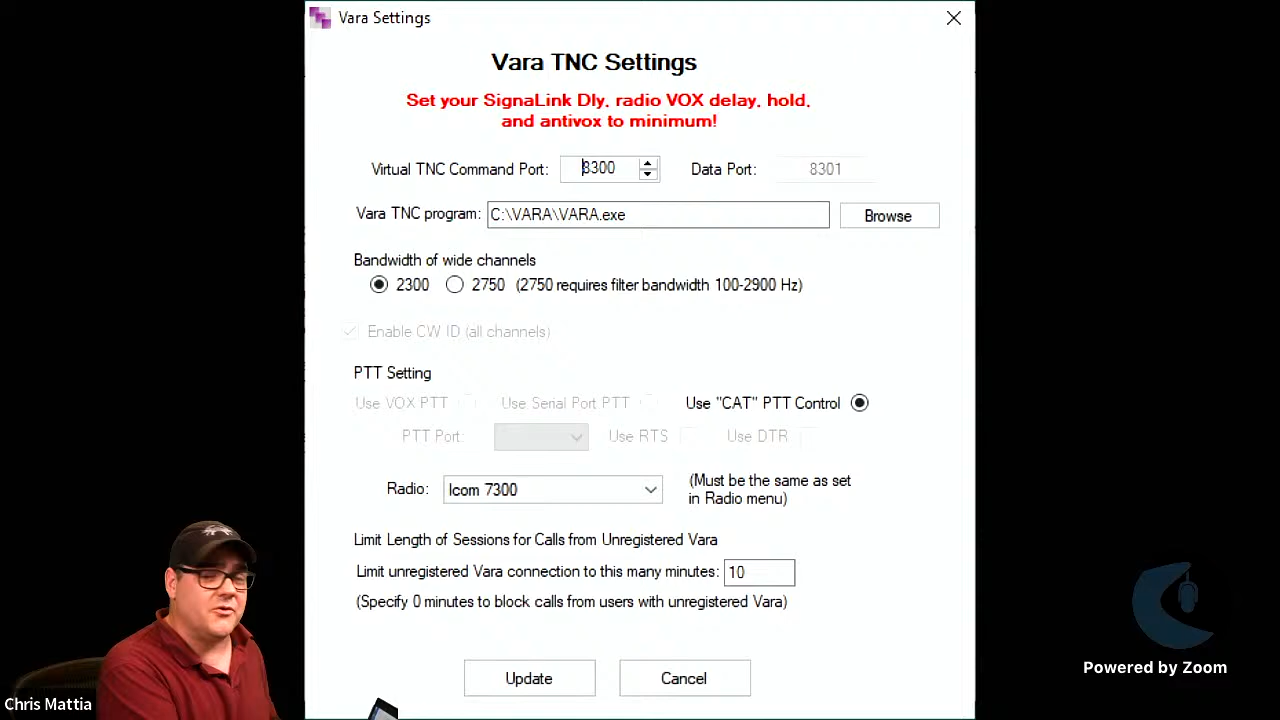 Vara Settings
Vara TNC Settings
Set your SignaLink Dly, radio VOX delay, hold,
and antivox to minimum!
Virtual TNC Command Port: 8300 Data Port: 8301
Vara TNC program: C:\VARA\VARA.exe Browse
Bandwidth of wide channels
2300 2750 (2750 requires filter bandwidth 100-2900 Hz)
Enable CW ID (all channels)
PTT Setting
Use VOX PTT Use Serial Port PTT Use "CAT" PTT Control
PTT Port: Use RTS Use DTR
Radio: Icom 7300 (Must be the same as set
in Radio menu)
Limit Length of Sessions for Calls from Unregistered Vara
Limit unregistered Vara connection to this many minutes: 10
(Specify 0 minutes to block calls from users with unregistered Vara)
Update Cancel
Chris Mattia
Powered by Zoom